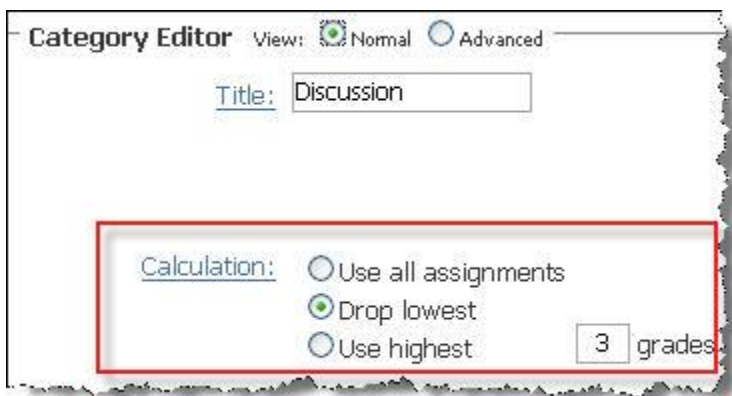 Category Editor View: Normal Advanced
Title: Discussion
Calculation: Use all assignments
Drop lowest
Use highest 3 grades